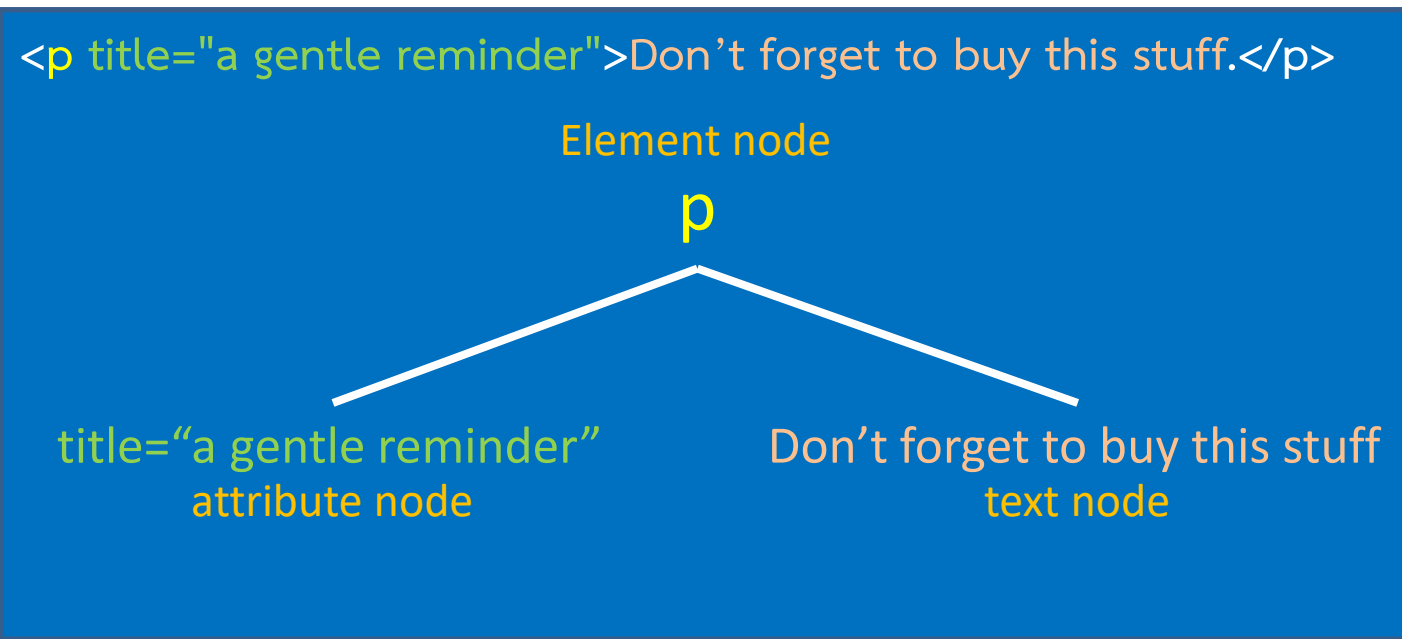 <p title="a gentle reminder">Don’t forget to buy this stuff.</p>
Element node
p
title=“a gentle reminder” Don’t forget to buy this stuff
attribute node text node